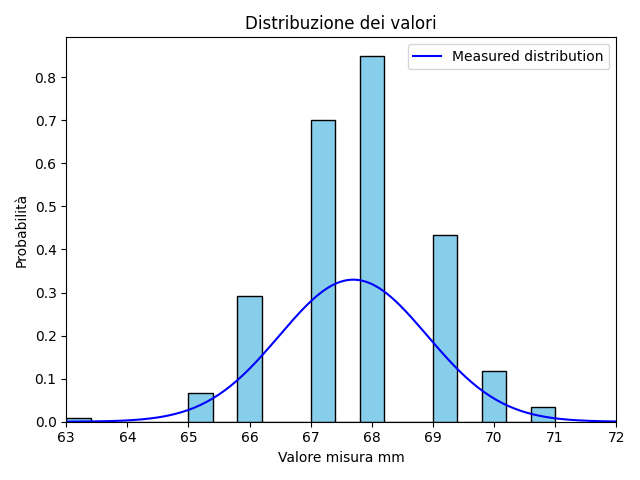 Distribuzione dei valori
Measured distribution
Probabilità
0.8
0.7
0.6
0.5
0.4
0.3
0.2
0.1
0.0
63 64 65 66 67 68 69 70 71 72
Valore misura mm